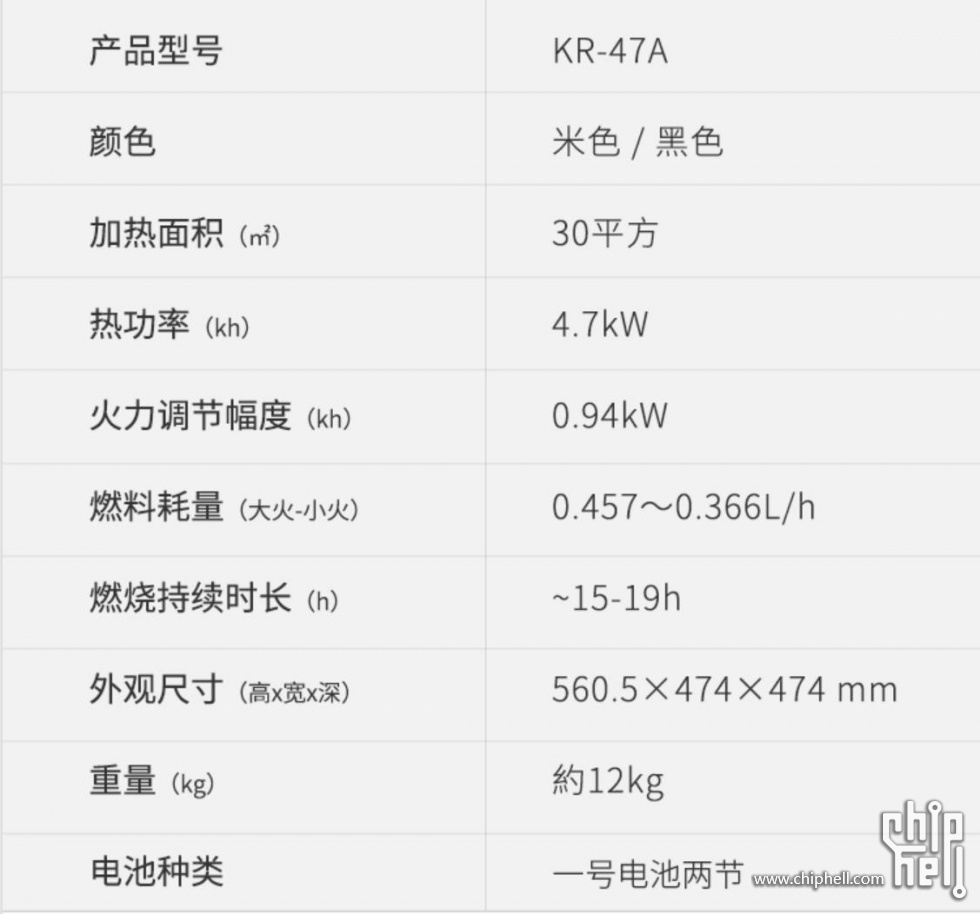 产品型号 KR-47A
颜色 米色 / 黑色
加热面积（㎡） 30平方
热功率（kh） 4.7kW
火力调节幅度（kh） 0.94kW
燃料耗量（大火-小火） 0.457～0.366L/h
燃烧持续时长（h） ~15-19h
外观尺寸（高x宽x深） 560.5×474×474 mm
重量（kg） 約12kg
电池种类 一号电池两节
www.chiphell.com
chip
hell